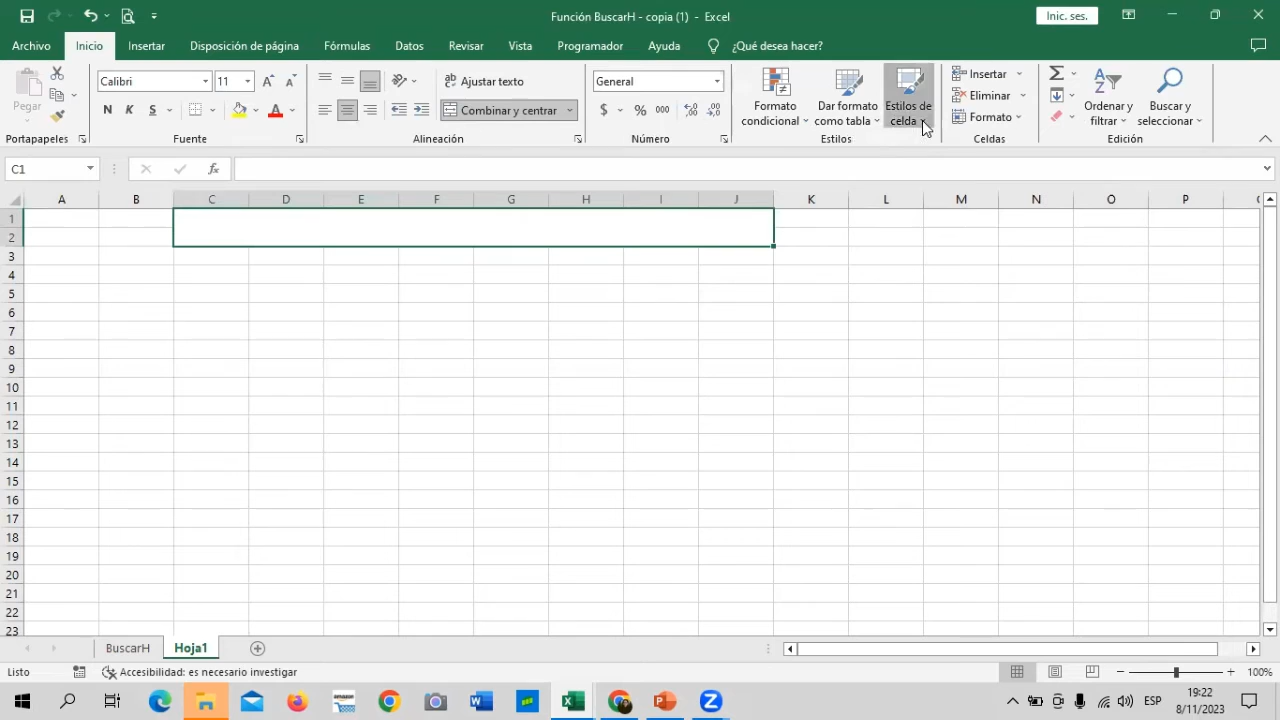 Función BuscarH - copia (1) - Excel
Inic. ses.
Archivo Inicio Insertar Disposición de página Fórmulas Datos Revisar Vista Programador Ayuda ¿Qué desea hacer?
Pegar
Calibri 11
N K S
Ajustar texto
Combinar y centrar
General
$ % 000
Formato condicional
Dar formato como tabla
Estilos de celda
Insertar
Eliminar
Formato
Ordenar y filtrar
Buscar y seleccionar
Portapapeles Fuente Alineación Número Estilos Celdas Edición
C1 fx
A B C D E F G H I J K L M N O P
1
2
3
4
5
6
7
8
9
10
11
12
13
14
15
16
17
18
19
20
21
22
23
BuscarH Hoja1
Listo Accesibilidad: es necesario investigar 100%
ESP 19:22
8/11/2023